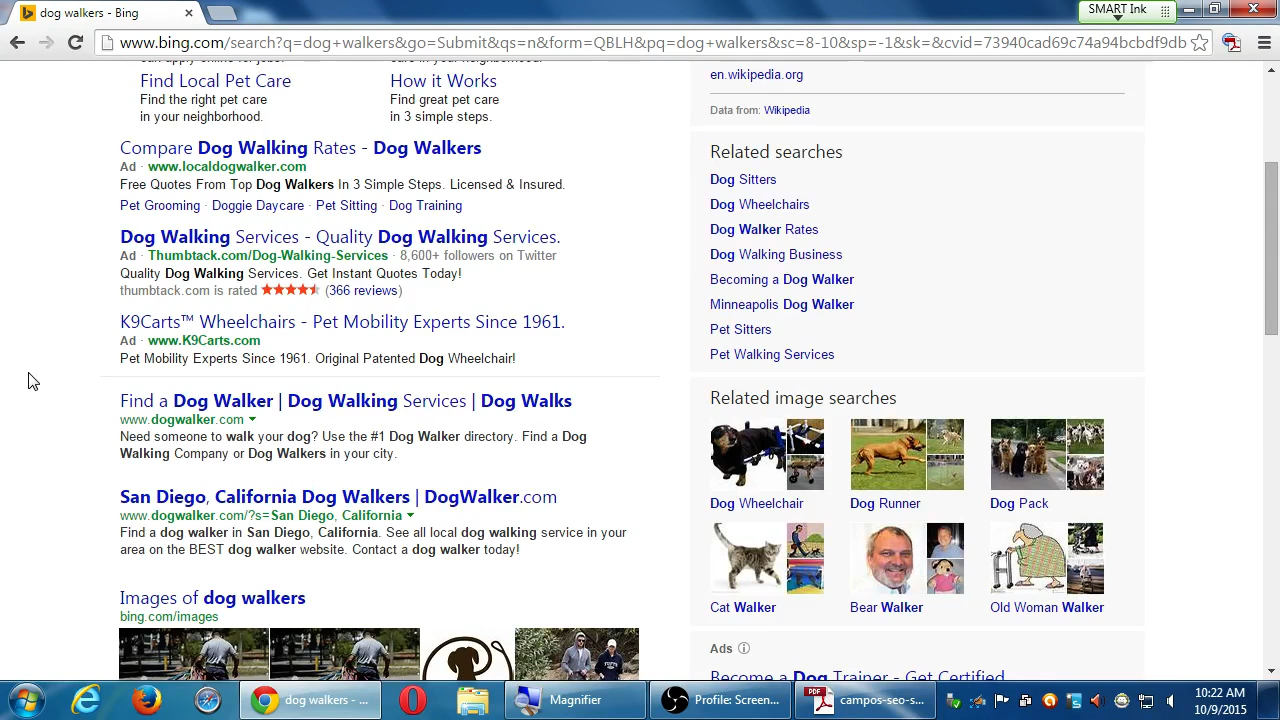 dog walkers - Bing
SMART Ink
www.bing.com/search?q=dog+walkers&go=Submit&qs=n&form=QBLH&pq=dog+walkers&sc=8-10&sp=-1&sk=&cvid=73940cad69c74a94bcbdf9db
can apply online for jobs.
care in your neighborhood.
Find Local Pet Care
How it Works
Find the right pet care
in your neighborhood.
Find great pet care
in 3 simple steps.
Compare Dog Walking Rates - Dog Walkers
Ad · www.localdogwalker.com
Free Quotes From Top Dog Walkers In 3 Simple Steps. Licensed & Insured.
Pet Grooming · Doggie Daycare · Pet Sitting · Dog Training
Dog Walking Services - Quality Dog Walking Services.
Ad · Thumbtack.com/Dog-Walking-Services · 8,600+ followers on Twitter
Quality Dog Walking Services. Get Instant Quotes Today!
thumbtack.com is rated (366 reviews)
K9Carts™ Wheelchairs - Pet Mobility Experts Since 1961.
Ad · www.K9Carts.com
Pet Mobility Experts Since 1961. Original Patented Dog Wheelchair!
Find a Dog Walker | Dog Walking Services | Dog Walks
www.dogwalker.com
Need someone to walk your dog? Use the #1 Dog Walker directory. Find a Dog
Walking Company or Dog Walkers in your city.
San Diego, California Dog Walkers | DogWalker.com
www.dogwalker.com/?s=San Diego, California
Find a dog walker in San Diego, California. See all local dog walking service in your
area on the BEST dog walker website. Contact a dog walker today!
Images of dog walkers
bing.com/images
en.wikipedia.org
Data from: Wikipedia
Related searches
Dog Sitters
Dog Wheelchairs
Dog Walker Rates
Dog Walking Business
Becoming a Dog Walker
Minneapolis Dog Walker
Pet Sitters
Pet Walking Services
Related image searches
Dog Wheelchair
Dog Runner
Dog Pack
Cat Walker
Bear Walker
Old Woman Walker
Ads
Become a Dog Trainer - Get Certified
dog walkers - ...
Magnifier
Profile: Screen...
PDF
campos-seo-s...
10:22 AM
10/9/2015